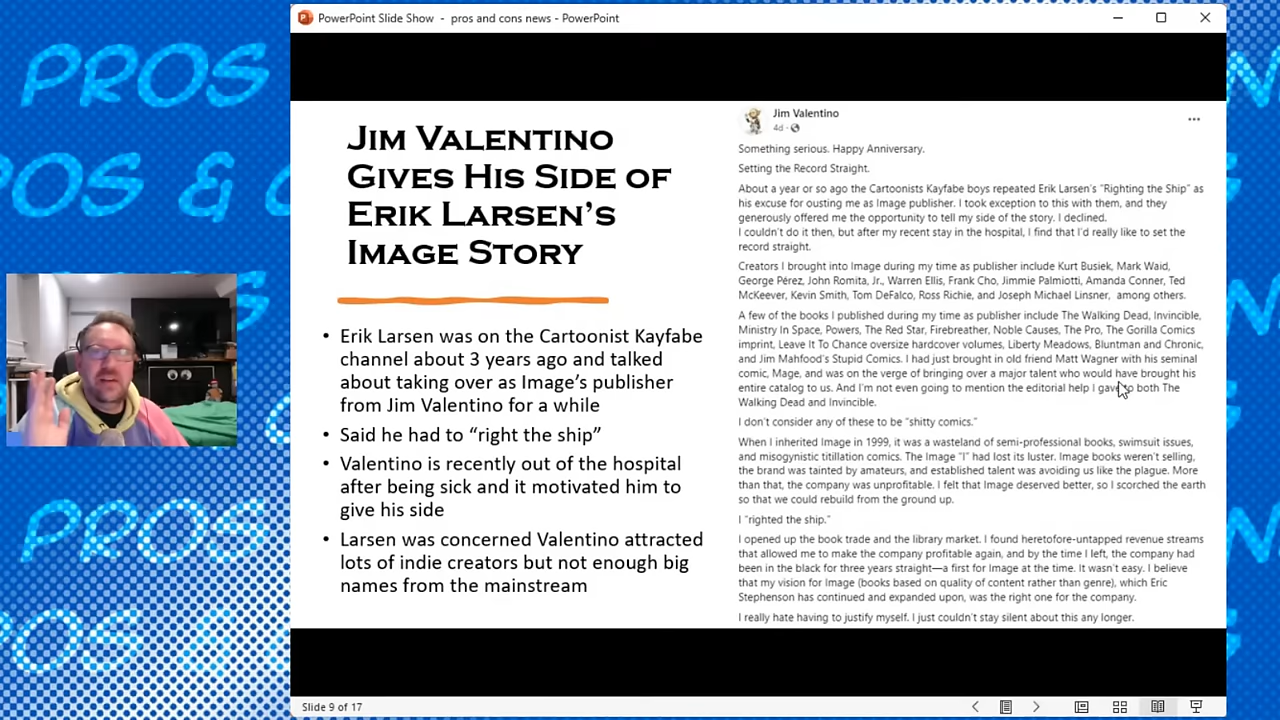 PowerPoint Slide Show - pros and cons news - PowerPoint
PROS
PROS & C
PROS
JIM VALENTINO
GIVES HIS SIDE OF
ERIK LARSEN'S
IMAGE STORY
• Erik Larsen was on the Cartoonist Kayfabe
channel about 3 years ago and talked
about taking over as Image's publisher
from Jim Valentino for a while
• Said he had to "right the ship"
• Valentino is recently out of the hospital
after being sick and it motivated him to
give his side
• Larsen was concerned Valentino attracted
lots of indie creators but not enough big
names from the mainstream
Jim Valentino
4d ·
Something serious. Happy Anniversary.
Setting the Record Straight.
About a year or so ago the Cartoonists Kayfabe boys repeated Erik Larsen's "Righting the Ship" as
his excuse for ousting me as Image publisher. I took exception to this with them, and they
generously offered me the opportunity to tell my side of the story. I declined.
I couldn't do it then, but after my recent stay in the hospital, I find that I'd really like to set the
record straight.
Creators I brought into Image during my time as publisher include Kurt Busiek, Mark Waid,
George Pérez, John Romita, Jr., Warren Ellis, Frank Cho, Jimmie Palmiotti, Amanda Conner, Ted
McKeever, Kevin Smith, Tom DeFalco, Ross Richie, and Joseph Michael Linsner, among others.
A few of the books I published during my time as publisher include The Walking Dead, Invincible,
Ministry In Space, Powers, The Red Star, Firebreather, Noble Causes, The Pro, The Gorilla Comics
imprint, Leave It To Chance oversize hardcover volumes, Liberty Meadows, Bluntman and Chronic,
and Jim Mahfood's Stupid Comics. I had just brought in old friend Matt Wagner with his seminal
comic, Mage, and was on the verge of bringing over a major talent who would have brought his
entire catalog to us. And I'm not even going to mention the editorial help I gave to both The
Walking Dead and Invincible.
I don't consider any of these to be "shitty comics."
When I inherited Image in 1999, it was a wasteland of semi-professional books, swimsuit issues,
and misogynistic titillation comics. The Image "I" had lost its luster. Image books weren't selling,
the brand was tainted by amateurs, and established talent was avoiding us like the plague. More
than that, the company was unprofitable. I felt that Image deserved better, so I scorched the earth
so that we could rebuild from the ground up.
I "righted the ship."
I opened up the book trade and the library market. I found heretofore-untapped revenue streams
that allowed me to make the company profitable again, and by the time I left, the company had
been in the black for three years straight—a first for Image at the time. It wasn't easy. I believe
that my vision for Image (books based on quality of content rather than genre), which Eric
Stephenson has continued and expanded upon, was the right one for the company.
I really hate having to justify myself. I just couldn't stay silent about this any longer.
Slide 9 of 17